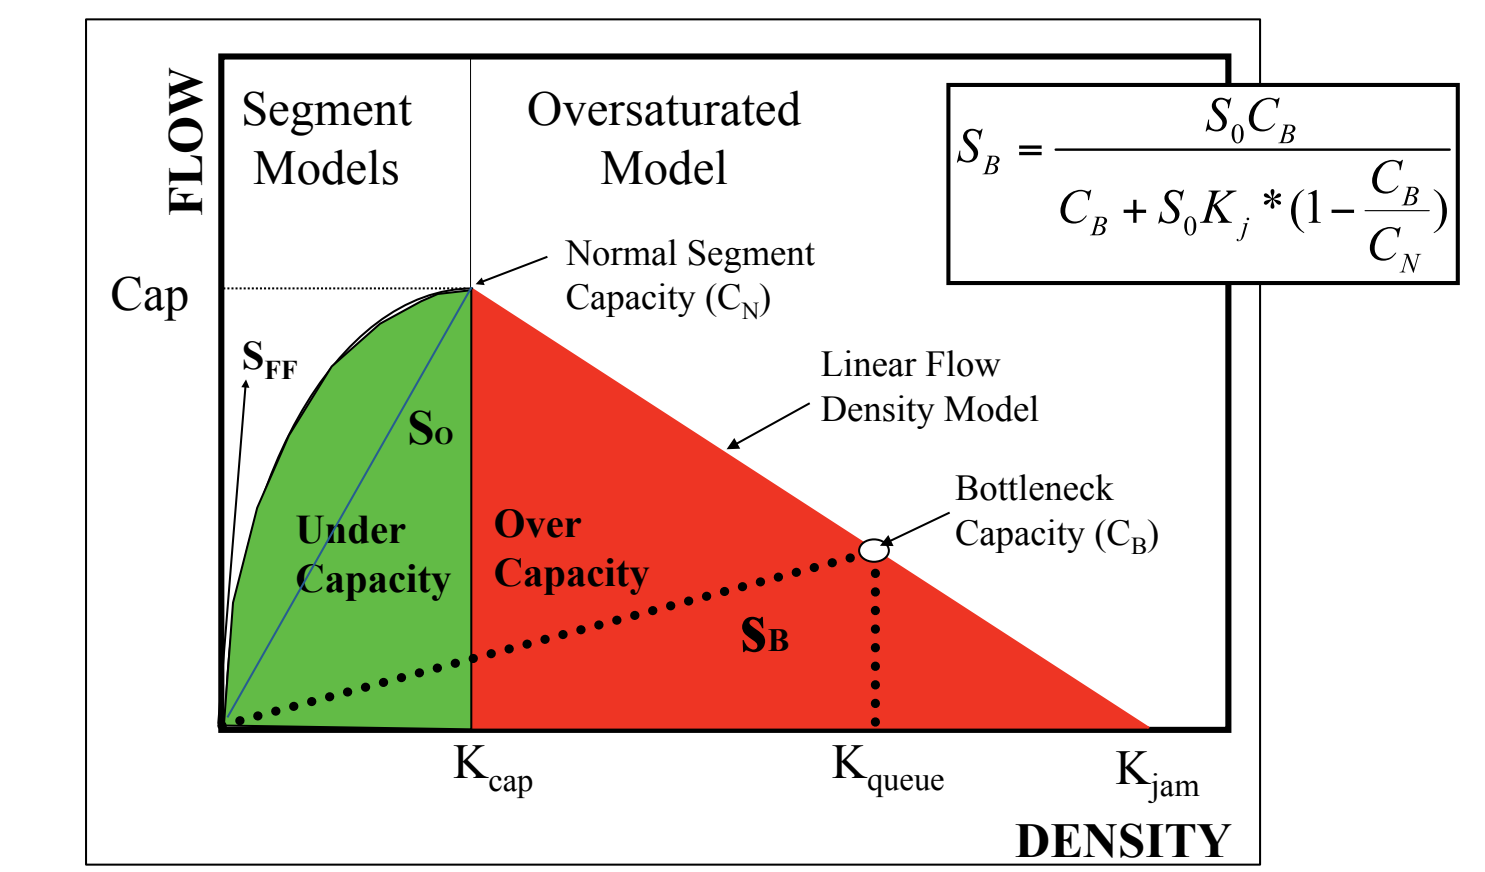 FLOW
Segment
Models
Oversaturated
Model
S_B = S_0 C_B / (C_B + S_0 K_j * (1 − C_B / C_N))
Normal Segment
Capacity (C_N)
Cap
S_FF
Linear Flow
Density Model
S_O
Bottleneck
Capacity (C_B)
Under
Capacity
Over
Capacity
S_B
K_cap
K_queue
K_jam
DENSITY